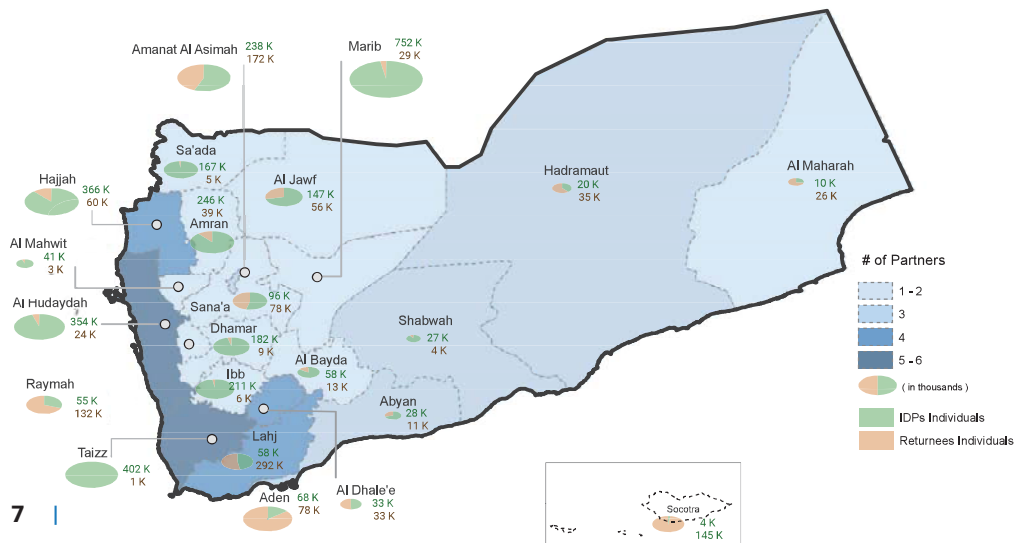 Amanat Al Asimah
238 K
172 K
Marib
752 K
29 K
Sa'ada
167 K
5 K
Hajjah
366 K
60 K
Al Jawf
147 K
56 K
246 K
39 K
Amran
Hadramaut
20 K
35 K
Al Maharah
10 K
26 K
Al Mahwit
41 K
3 K
Sana'a
96 K
78 K
Al Hudaydah
354 K
24 K
Dhamar
182 K
9 K
Shabwah
27 K
4 K
Al Bayda
58 K
13 K
Ibb
211 K
6 K
Raymah
55 K
132 K
Abyan
28 K
11 K
Lahj
58 K
292 K
Taizz
402 K
1 K
Aden
68 K
78 K
Al Dhale'e
33 K
33 K
Socotra
4 K
145 K
# of Partners
1 - 2
3
4
5 - 6
( in thousands )
IDPs Individuals
Returnees Individuals
7 |